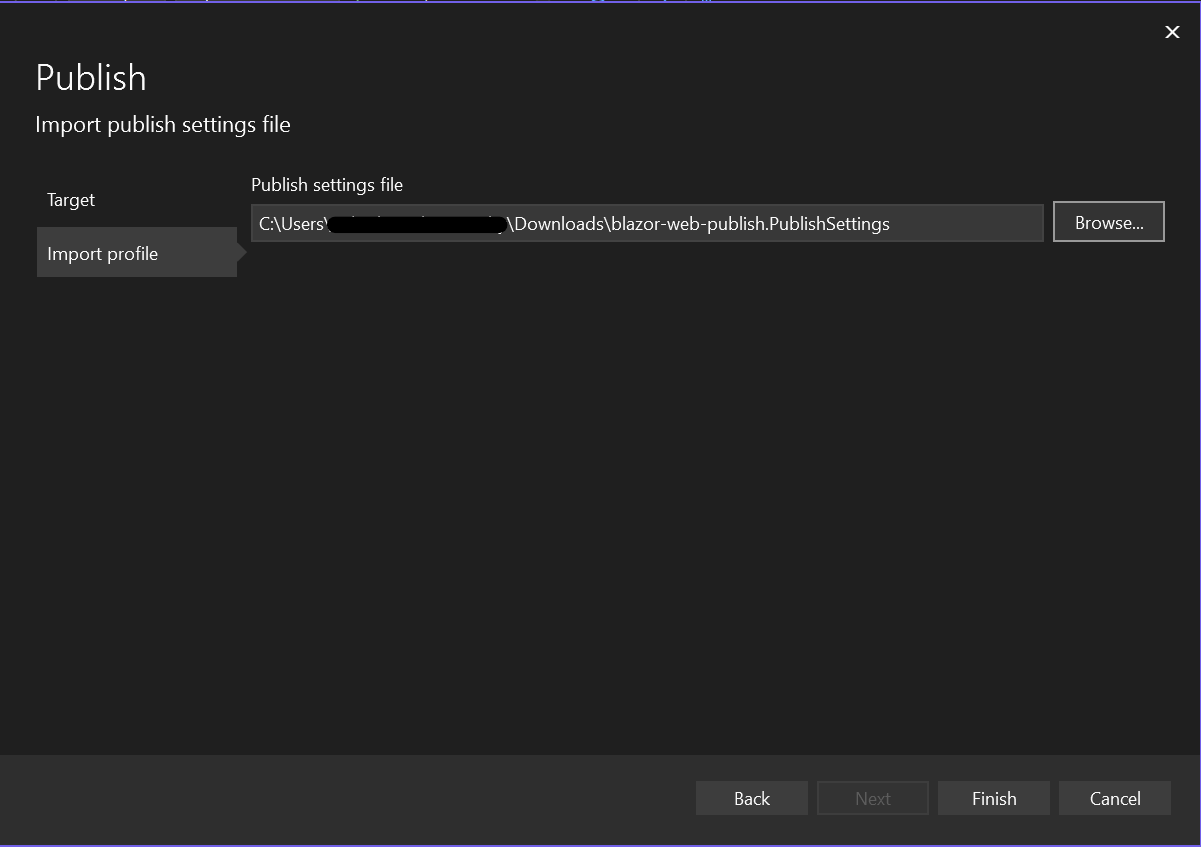 Publish
Import publish settings file
Target
Publish settings file
C:\Users\ \Downloads\blazor-web-publish.PublishSettings
Browse...
Import profile
Back
Next
Finish
Cancel